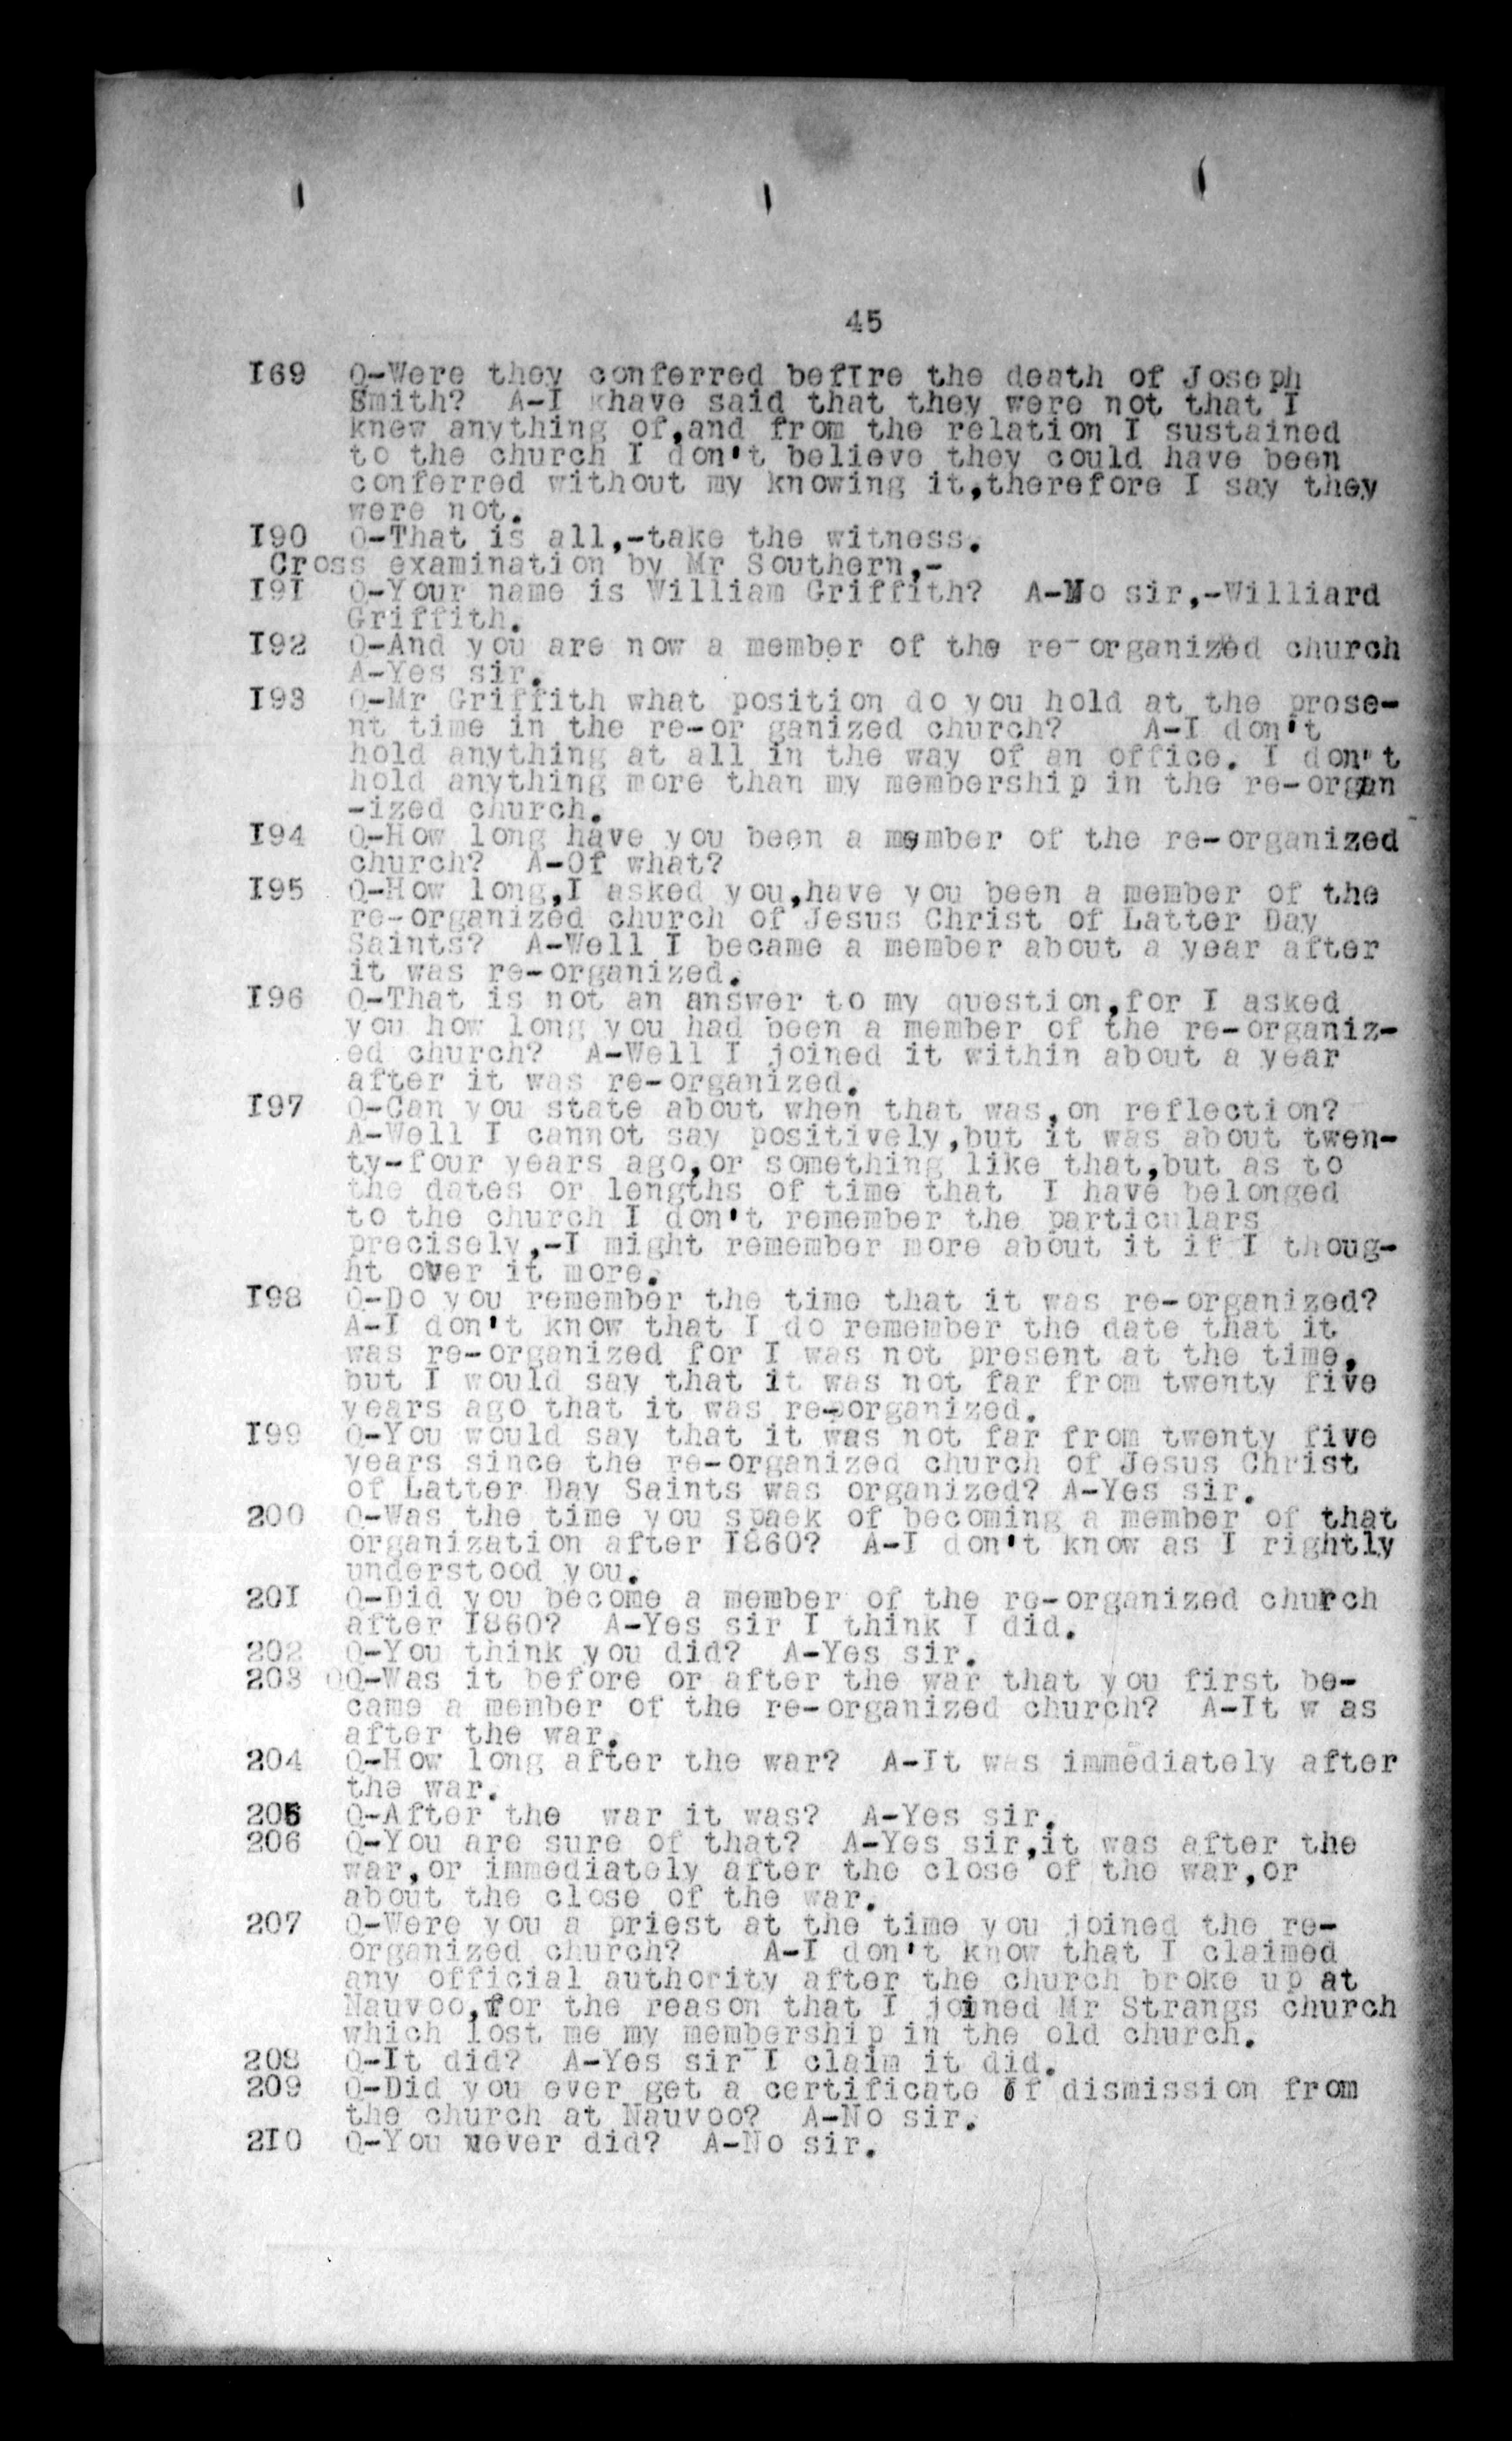 45
I69 Q-Were they conferred befIre the death of Joseph
Smith? A-I khave said that they were not that I
knew anything of,and from the relation I sustained
to the church I don't believe they could have been
conferred without my knowing it,therefore I say they
were not.
I90 Q-That is all,-take the witness.
Cross examination by Mr Southern,-
I9I Q-Your name is William Griffith? A-No sir,-Williard
Griffith.
I92 Q-And you are now a member of the re-organized church
A-Yes sir.
I93 Q-Mr Griffith what position do you hold at the prese-
nt time in the re-or ganized church? A-I don't
hold anything at all in the way of an office. I don't
hold anything more than my membership in the re-organ
-ized church.
I94 Q-How long have you been a member of the re-organized
church? A-Of what?
I95 Q-How long,I asked you,have you been a member of the
re-organized church of Jesus Christ of Latter Day
Saints? A-Well I became a member about a year after
it was re-organized.
I96 Q-That is not an answer to my question,for I asked
you how long you had been a member of the re-organiz-
ed church? A-Well I joined it within about a year
after it was re-organized.
I97 Q-Can you state about when that was,on reflection?
A-Well I cannot say positively,but it was about twen-
ty-four years ago,or something like that,but as to
the dates or lengths of time that I have belonged
to the church I don't remember the particulars
precisely,-I might remember more about it if I thoug-
ht over it more.
I98 Q-Do you remember the time that it was re-organized?
A-I don't know that I do remember the date that it
was re-organized for I was not present at the time,
but I would say that it was not far from twenty five
years ago that it was re-organized.
I99 Q-You would say that it was not far from twenty five
years since the re-organized church of Jesus Christ
of Latter Day Saints was organized? A-Yes sir.
200 Q-Was the time you spaek of becoming a member of that
organization after I860? A-I don't know as I rightly
understood you.
20I Q-Did you become a member of the re-organized church
after I860? A-Yes sir I think I did.
202 Q-You think you did? A-Yes sir.
203 QQ-Was it before or after the war that you first be-
came a member of the re-organized church? A-It w as
after the war.
204 Q-How long after the war? A-It was immediately after
the war.
205 Q-After the war it was? A-Yes sir.
206 Q-You are sure of that? A-Yes sir,it was after the
war,or immediately after the close of the war,or
about the close of the war.
207 Q-Were you a priest at the time you joined the re-
organized church? A-I don't know that I claimed
any official authority after the church broke up at
Nauvoo,for the reason that I joined Mr Strangs church
which lost me my membership in the old church.
208 Q-It did? A-Yes sir I claim it did.
209 Q-Did you ever get a certificate of dismission from
the church at Nauvoo? A-No sir.
2I0 Q-You never did? A-No sir.